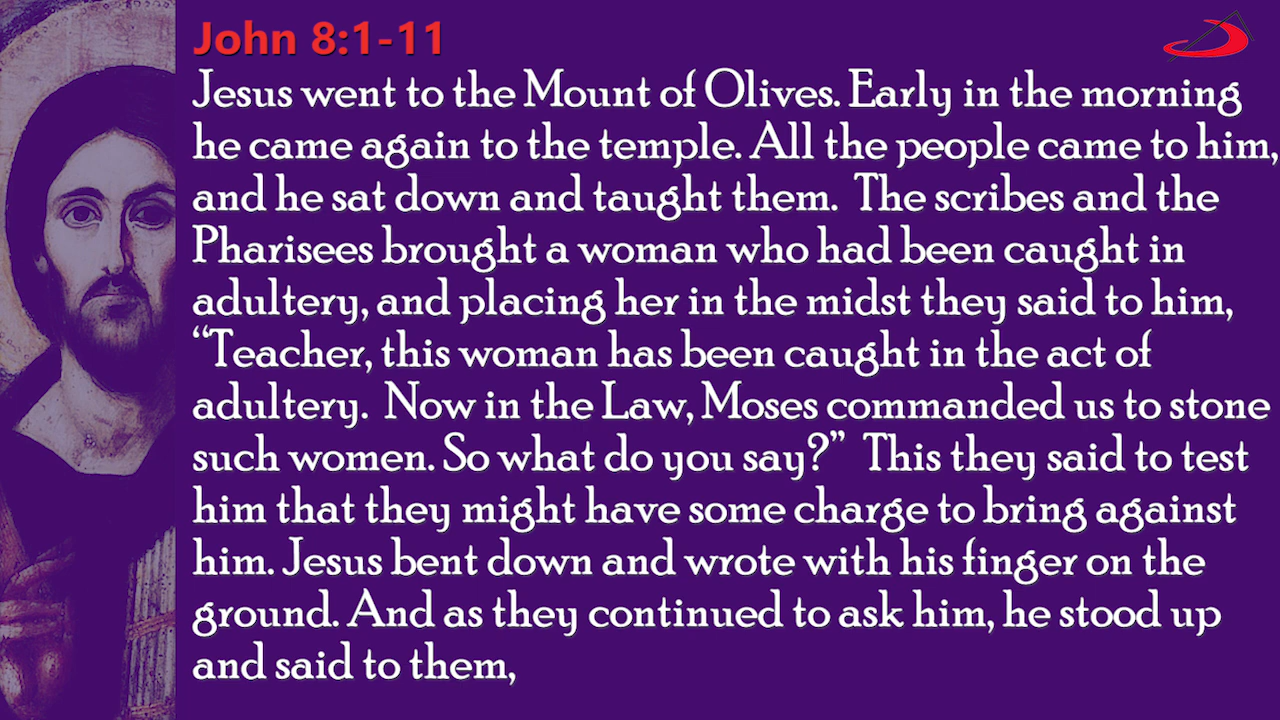 John 8:1-11
Jesus went to the Mount of Olives. Early in the morning
he came again to the temple. All the people came to him,
and he sat down and taught them.  The scribes and the
Pharisees brought a woman who had been caught in
adultery, and placing her in the midst they said to him,
“Teacher, this woman has been caught in the act of
adultery.  Now in the Law, Moses commanded us to stone
such women. So what do you say?”  This they said to test
him that they might have some charge to bring against
him. Jesus bent down and wrote with his finger on the
ground. And as they continued to ask him, he stood up
and said to them,